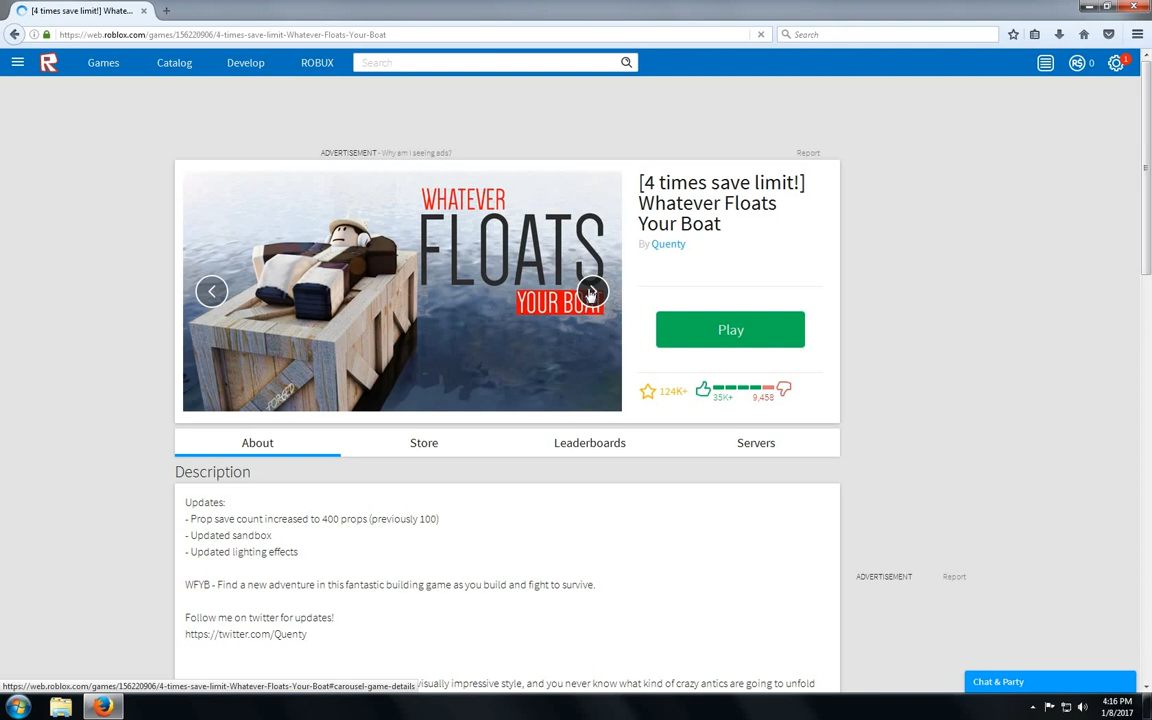 [4 times save limit!] Whate...
https://web.roblox.com/games/156220906/4-times-save-limit-Whatever-Floats-Your-Boat
Search
Games
Catalog
Develop
ROBUX
Search
0
1
ADVERTISEMENT - Why am I seeing ads?
Report
WHATEVER
FLOATS
YOUR BOAT
[4 times save limit!]
Whatever Floats
Your Boat
By Quenty
Play
124K+
35K+
9,458
About
Store
Leaderboards
Servers
Description
Updates:
- Prop save count increased to 400 props (previously 100)
- Updated sandbox
- Updated lighting effects
WFYB - Find a new adventure in this fantastic building game as you build and fight to survive.
ADVERTISEMENT
Report
Follow me on twitter for updates!
https://twitter.com/Quenty
https://web.roblox.com/games/156220906/4-times-save-limit-Whatever-Floats-Your-Boat#carousel-game-details
visually impressive style, and you never know what kind of crazy antics are going to unfold
Chat & Party
4:16 PM
1/8/2017